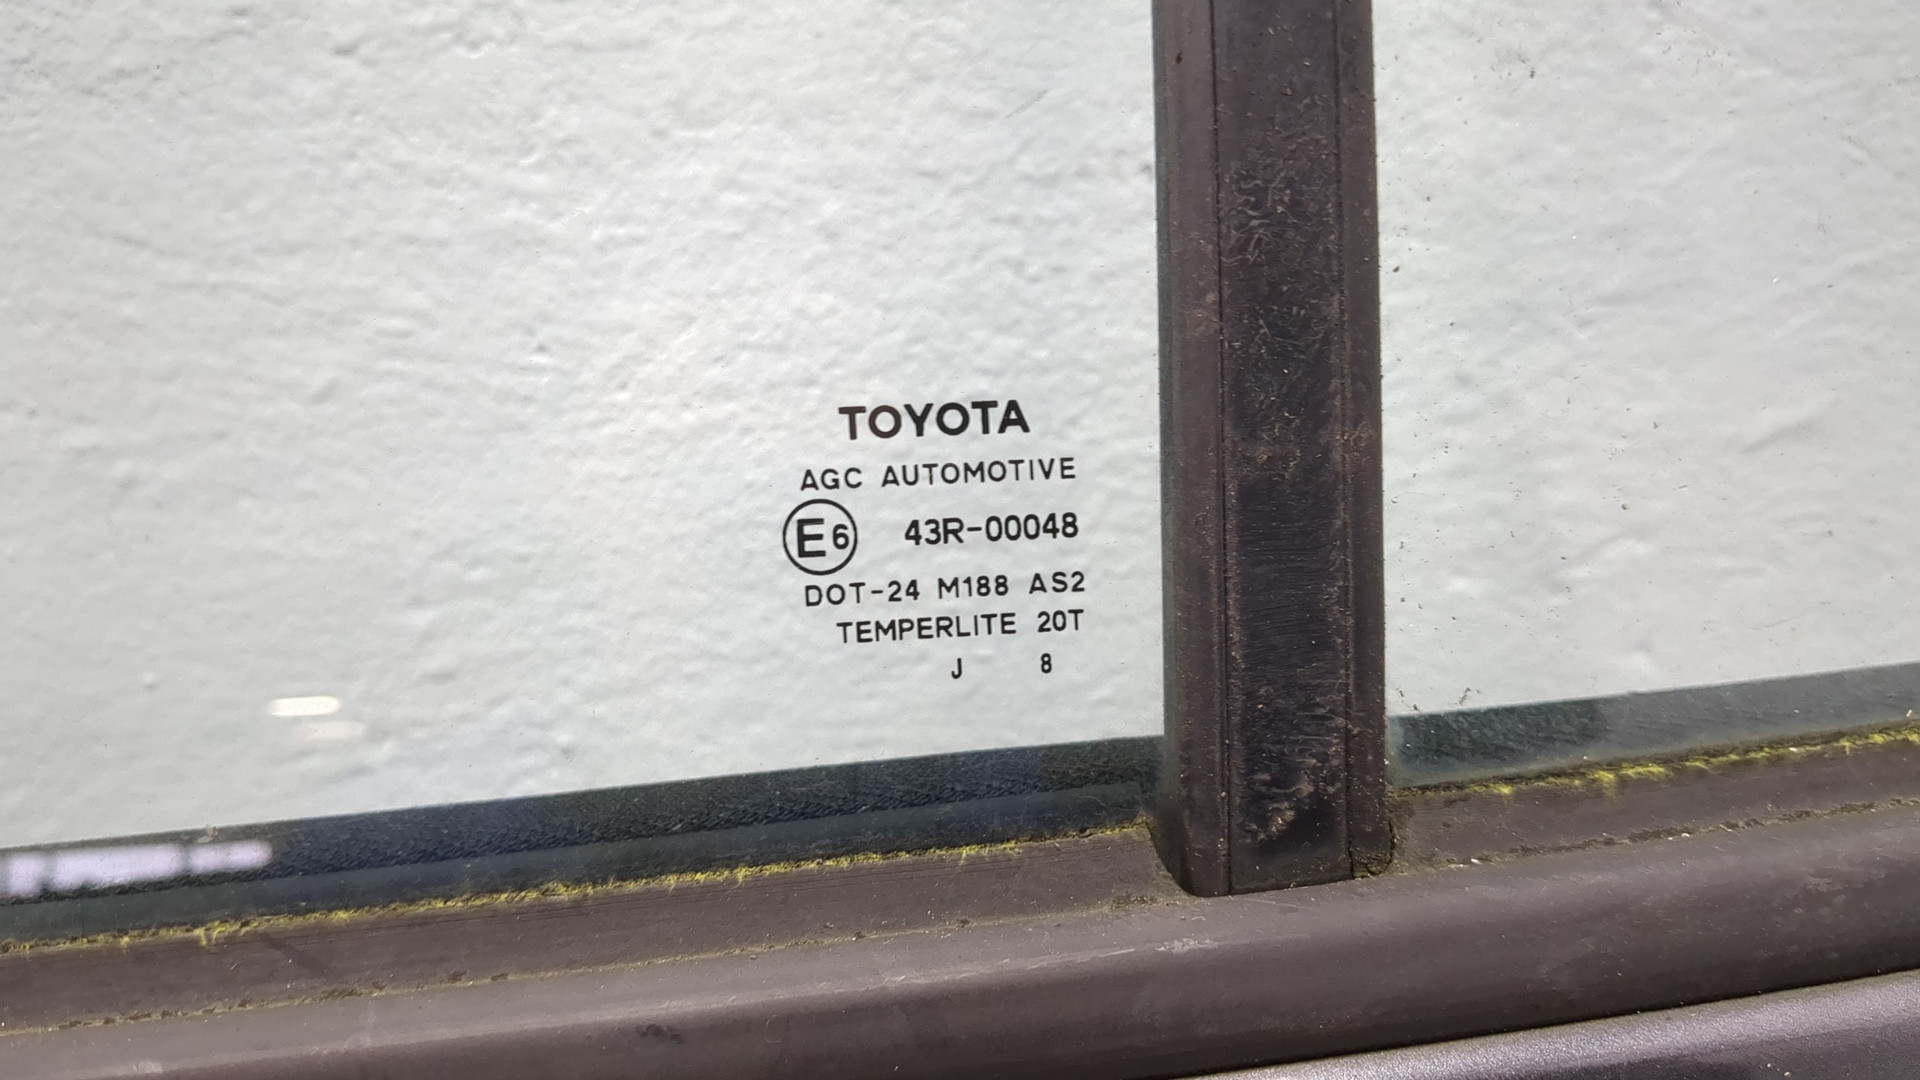 TOYOTA
AGC AUTOMOTIVE
E6 43R-00048
DOT-24 M188 AS2
TEMPERLITE 20T
J 8